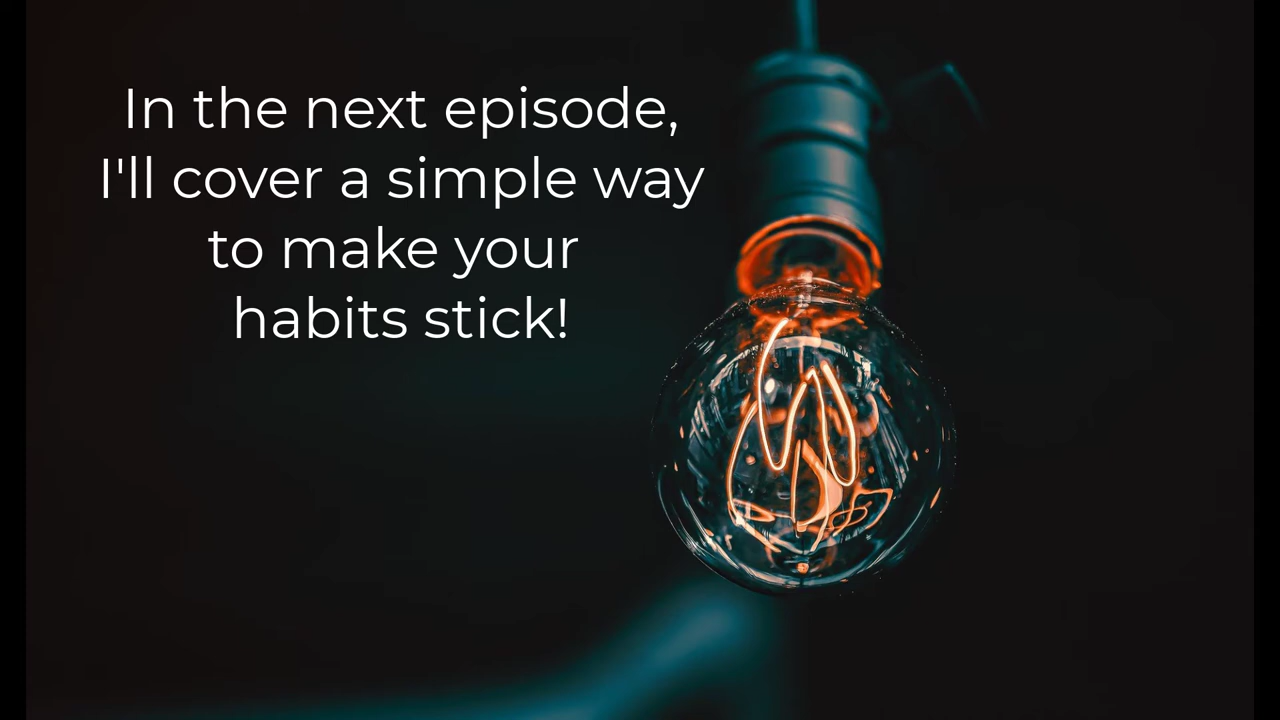 In the next episode,
I'll cover a simple way
to make your
habits stick!